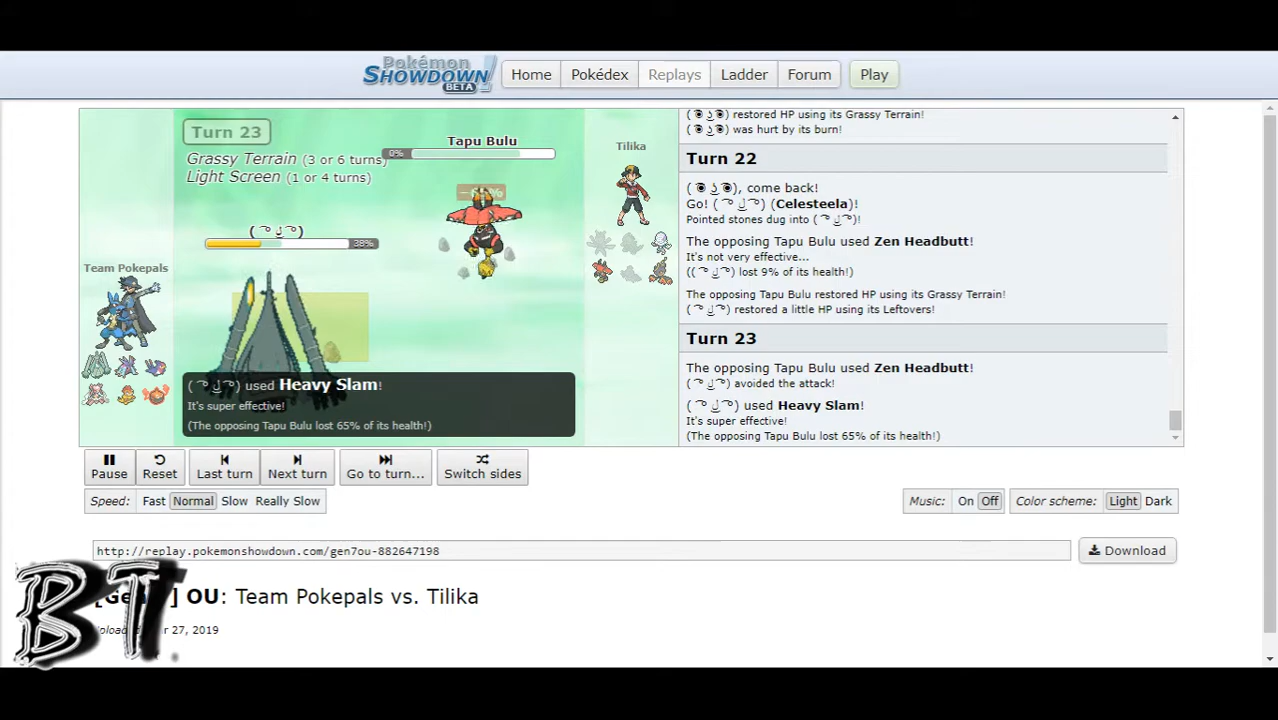 Pokémon
SHOWDOWN!
BETA
Home
Pokédex
Replays
Ladder
Forum
Play
Turn 23
Grassy Terrain (3 or 6 turns)
Light Screen (1 or 4 turns)
Tapu Bulu
0%
( ͡° ͜ʖ ͡°)
38%
Team Pokepals
Tilika
( ͡° ͜ʖ ͡°) used Heavy Slam!
It's super effective!
(The opposing Tapu Bulu lost 65% of its health!)
restored HP using its Grassy Terrain!
was hurt by its burn!
Turn 22
, come back!
Go! ( ͡° ͜ʖ ͡°) (Celesteela)!
Pointed stones dug into ( ͡° ͜ʖ ͡°)!
The opposing Tapu Bulu used Zen Headbutt!
It's not very effective...
(( ͡° ͜ʖ ͡°) lost 9% of its health!)
The opposing Tapu Bulu restored HP using its Grassy Terrain!
( ͡° ͜ʖ ͡°) restored a little HP using its Leftovers!
Turn 23
The opposing Tapu Bulu used Zen Headbutt!
( ͡° ͜ʖ ͡°) avoided the attack!
( ͡° ͜ʖ ͡°) used Heavy Slam!
It's super effective!
(The opposing Tapu Bulu lost 65% of its health!)
Pause
Reset
Last turn
Next turn
Go to turn...
Switch sides
Speed: Fast Normal Slow Really Slow
Music: On Off
Color scheme: Light Dark
http://replay.pokemonshowdown.com/gen7ou-882647198
Download
OU: Team Pokepals vs. Tilika
27, 2019
BT.